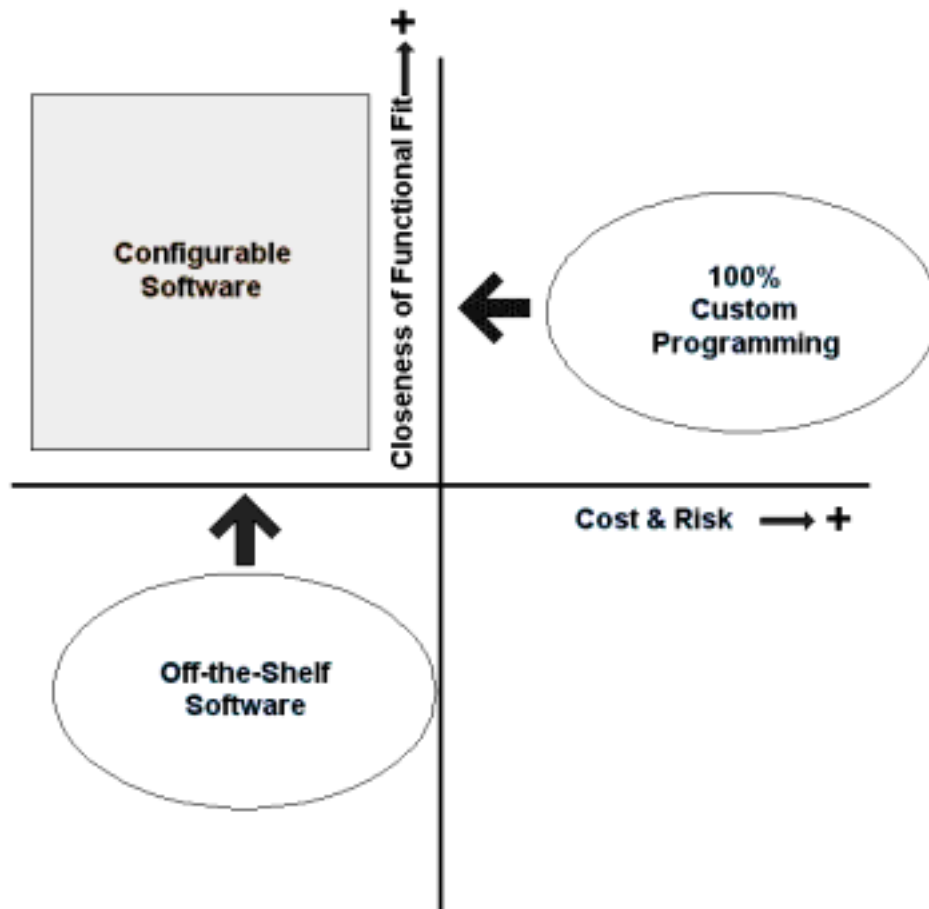 +
Closeness of Functional Fit
Configurable
Software
100%
Custom
Programming
Cost & Risk +
Off-the-Shelf
Software